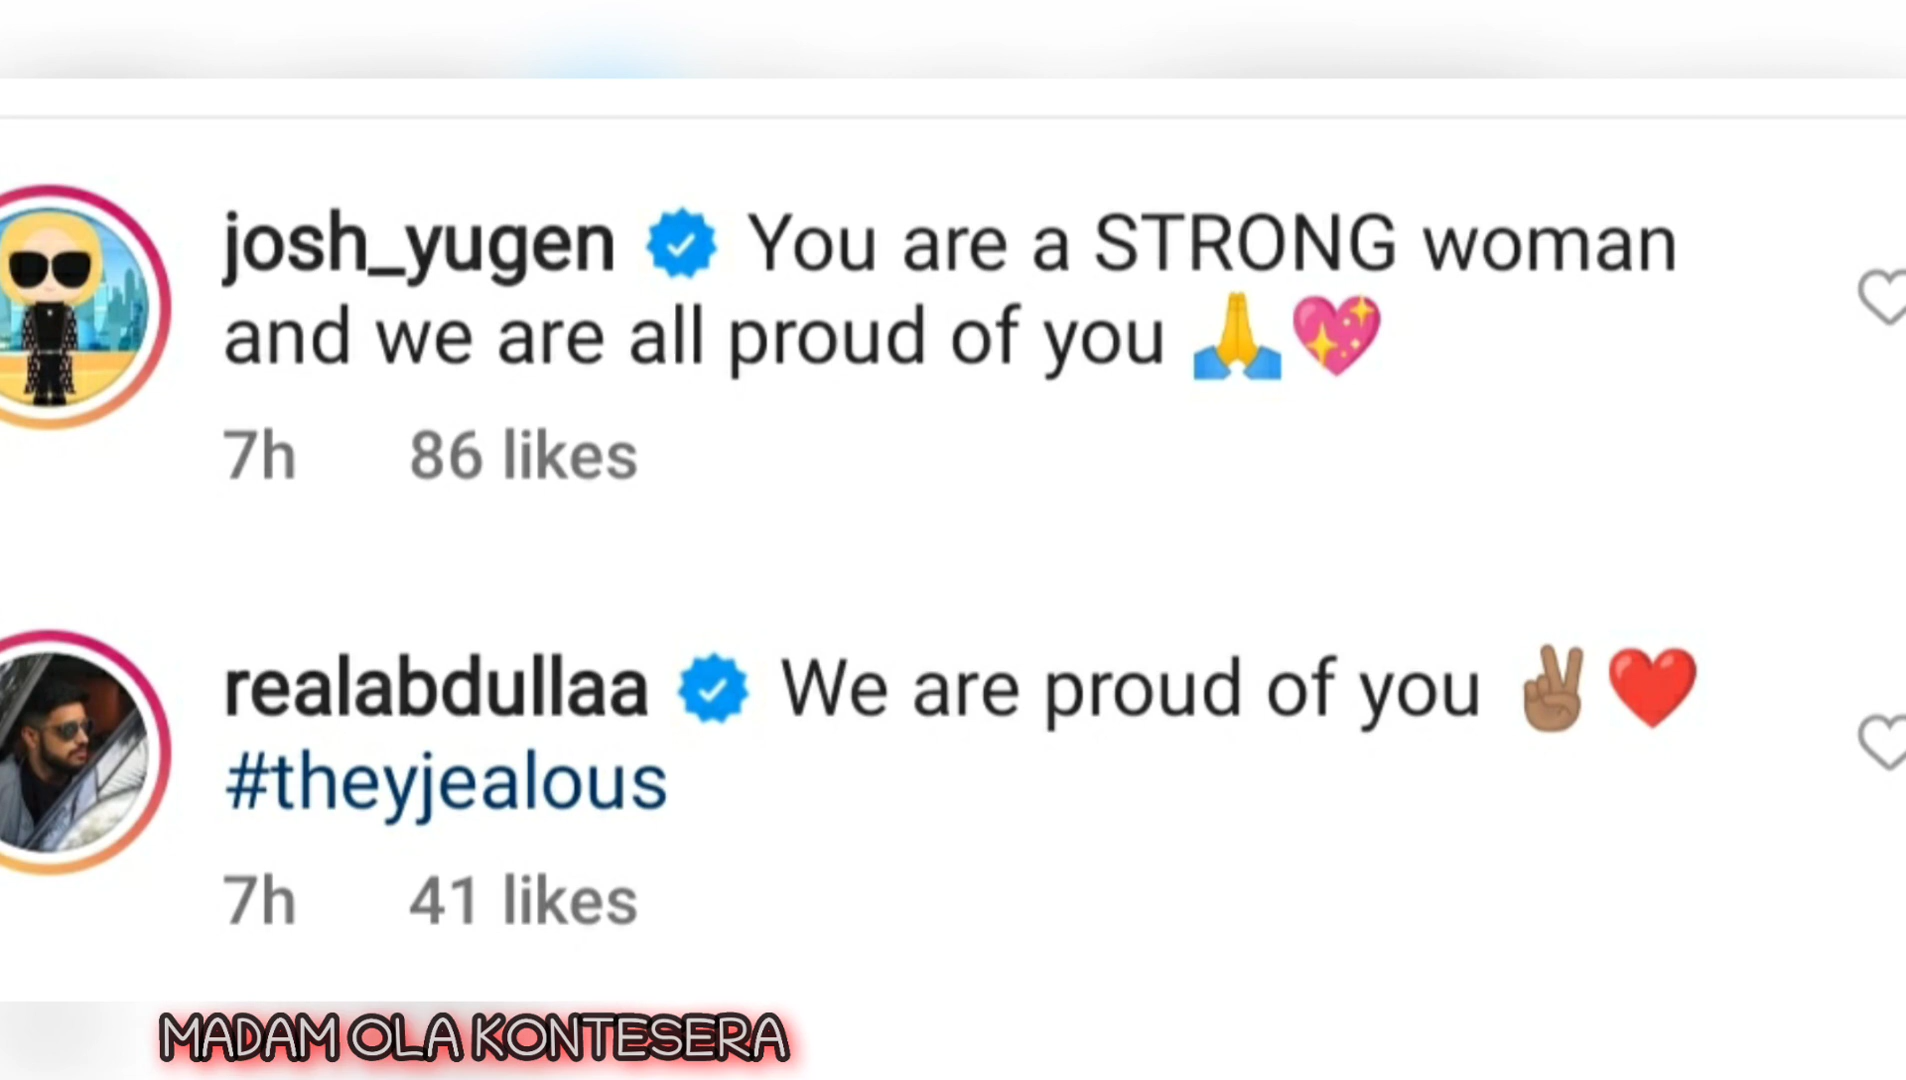 josh_yugen You are a STRONG woman
and we are all proud of you 🙏💖
7h 86 likes
realabdullaa We are proud of you ✌🏾❤️
#theyjealous
7h 41 likes
MADAM OLA KONTESERA